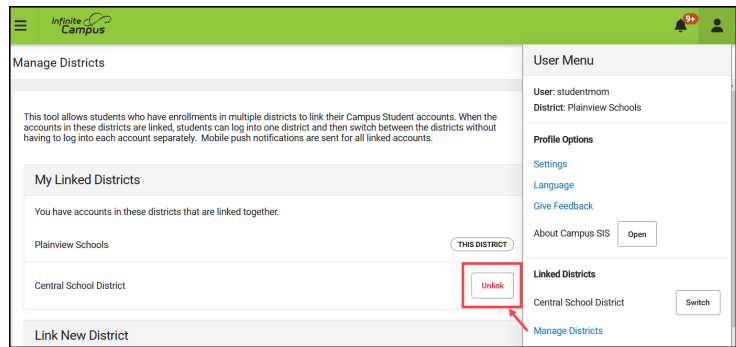 Infinite
Campus
9+
Manage Districts
This tool allows students who have enrollments in multiple districts to link their Campus Student accounts. When the
accounts in these districts are linked, students can log into one district and then switch between the districts without
having to log into each account separately. Mobile push notifications are sent for all linked accounts.
My Linked Districts
You have accounts in these districts that are linked together.
Plainview Schools
THIS DISTRICT
Central School District
Unlink
Link New District
User Menu
User: studentmom
District: Plainview Schools
Profile Options
Settings
Language
Give Feedback
About Campus SIS
Open
Linked Districts
Central School District
Switch
Manage Districts